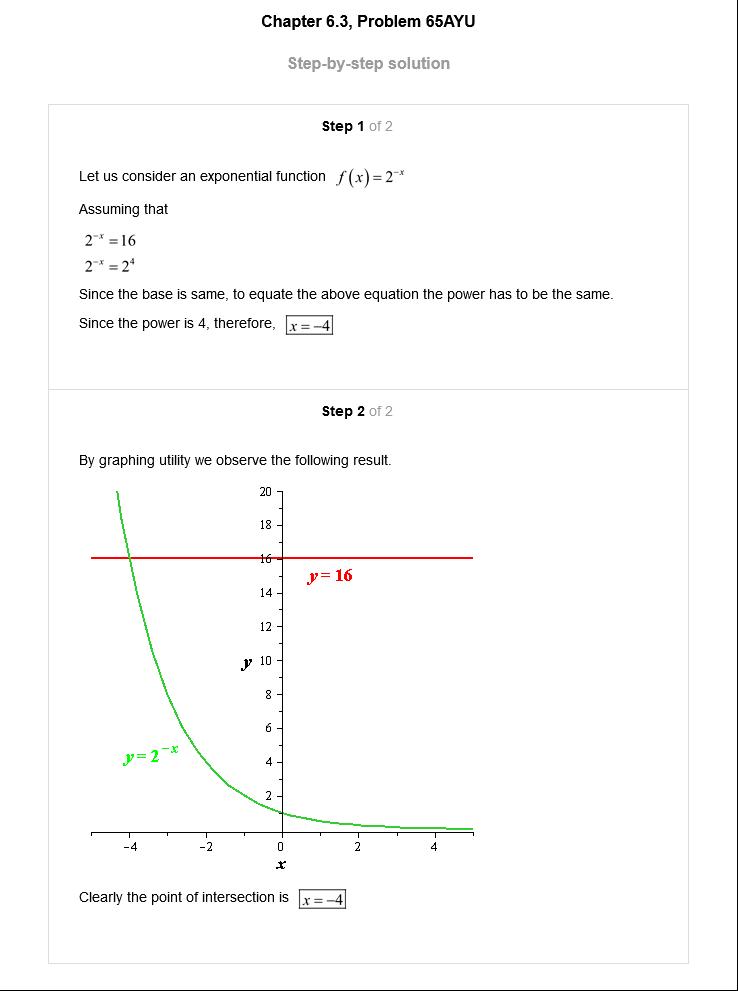 Chapter 6.3, Problem 65AYU
Step-by-step solution
Step 1 of 2
Let us consider an exponential function f(x)=2⁻ˣ
Assuming that
2⁻ˣ =16
2⁻ˣ = 2⁴
Since the base is same, to equate the above equation the power has to be the same.
Since the power is 4, therefore, x = −4
Step 2 of 2
By graphing utility we observe the following result.
20
18
16
y = 16
14
12
y 10
8
6
y = 2⁻ˣ
4
2
−4 −2 0 2 4
x
Clearly the point of intersection is x = −4